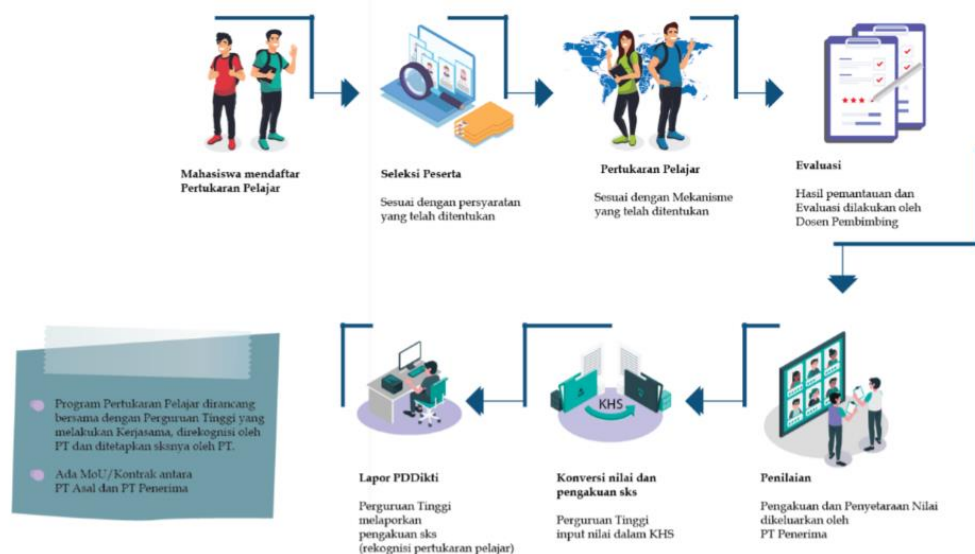 Mahasiswa mendaftar
Pertukaran Pelajar
Seleksi Peserta
Sesuai dengan persyaratan
yang telah ditentukan
Pertukaran Pelajar
Sesuai dengan Mekanisme
yang telah ditentukan
Evaluasi
Hasil pemantauan dan
Evaluasi dilakukan oleh
Dosen Pembimbing
Penilaian
Pengakuan dan Penyetaraan Nilai
dikeluarkan oleh
PT Penerima
KHS
Konversi nilai dan
pengakuan sks
Perguruan Tinggi
input nilai dalam KHS
Lapor PDDikti
Perguruan Tinggi
melaporkan
pengakuan sks
(rekognisi pertukaran pelajar)
Program Pertukaran Pelajar dirancang
bersama dengan Perguruan Tinggi yang
melakukan Kerjasama, direkognisi oleh
PT dan ditetapkan sksnya oleh PT.
Ada MoU/Kontrak antara
PT Asal dan PT Penerima